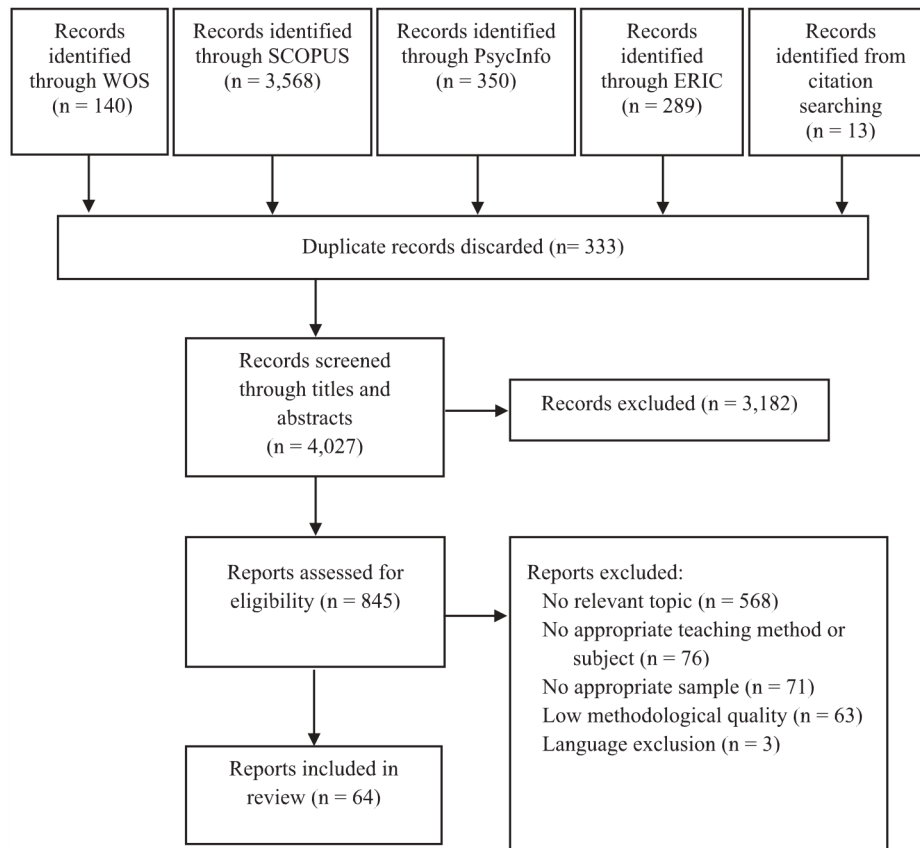 Records
identified
through WOS
(n = 140)
Records identified
through SCOPUS
(n = 3,568)
Records identified
through PsycInfo
(n = 350)
Records
identified
through ERIC
(n = 289)
Records
identified from
citation
searching
(n = 13)
Duplicate records discarded (n= 333)
Records screened
through titles and
abstracts
(n = 4,027)
Records excluded (n = 3,182)
Reports assessed for
eligibility (n = 845)
Reports excluded:
No relevant topic (n = 568)
No appropriate teaching method or
subject (n = 76)
No appropriate sample (n = 71)
Low methodological quality (n = 63)
Language exclusion (n = 3)
Reports included in
review (n = 64)